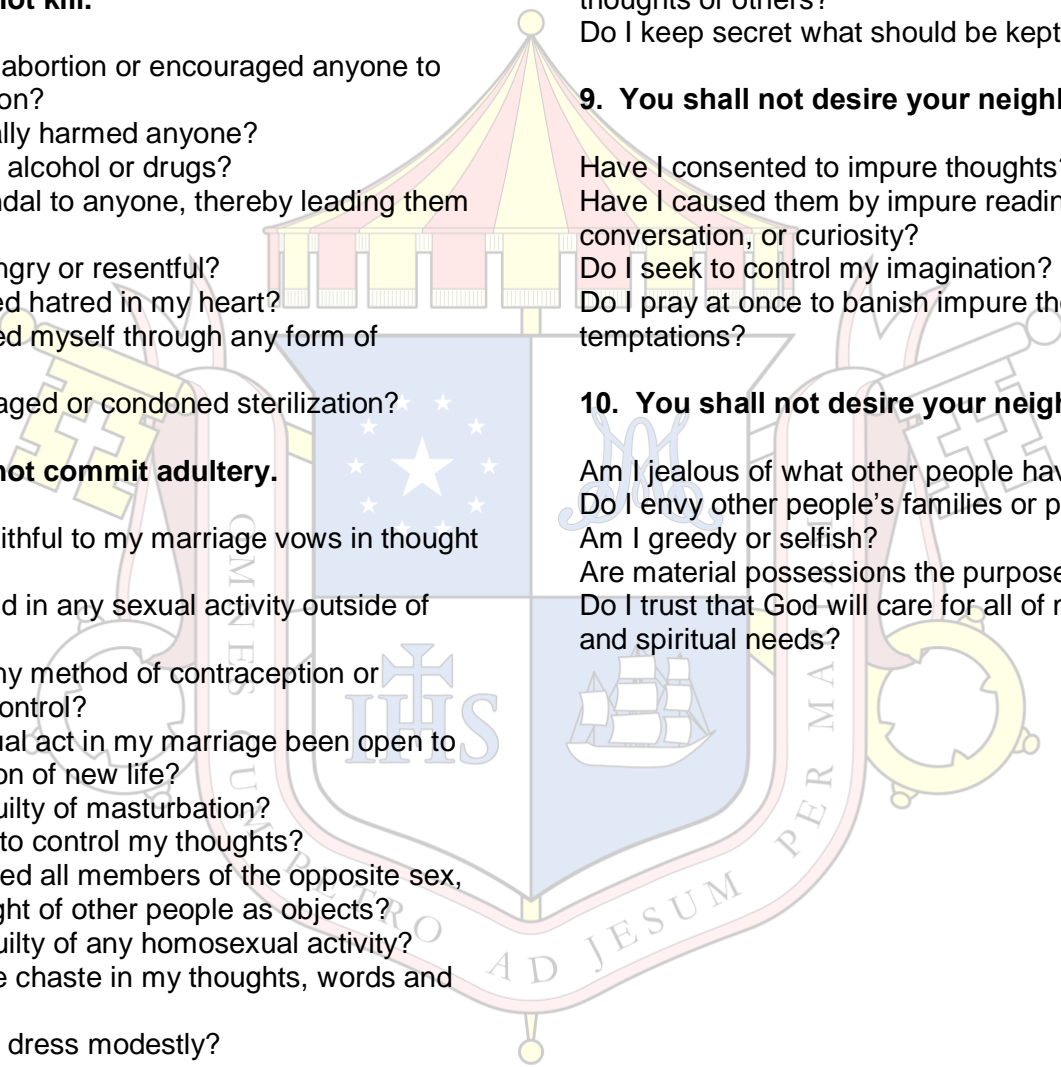 not kill.
abortion or encouraged anyone to
on?
ally harmed anyone?
alcohol or drugs?
ndal to anyone, thereby leading them
ngry or resentful?
ed hatred in my heart?
ed myself through any form of
aged or condoned sterilization?
not commit adultery.
ithful to my marriage vows in thought
d in any sexual activity outside of
ny method of contraception or
control?
ual act in my marriage been open to
on of new life?
uilty of masturbation?
to control my thoughts?
ed all members of the opposite sex,
ght of other people as objects?
uilty of any homosexual activity?
e chaste in my thoughts, words and
dress modestly?
thoughts of others?
Do I keep secret what should be kept
9. You shall not desire your neighb
Have I consented to impure thoughts?
Have I caused them by impure readin
conversation, or curiosity?
Do I seek to control my imagination?
Do I pray at once to banish impure tho
temptations?
10. You shall not desire your neigh
Am I jealous of what other people hav
Do I envy other people's families or p
Am I greedy or selfish?
Are material possessions the purpose
Do I trust that God will care for all of m
and spiritual needs?
IHS
OMNES CUM PETRO AD JESUM PER